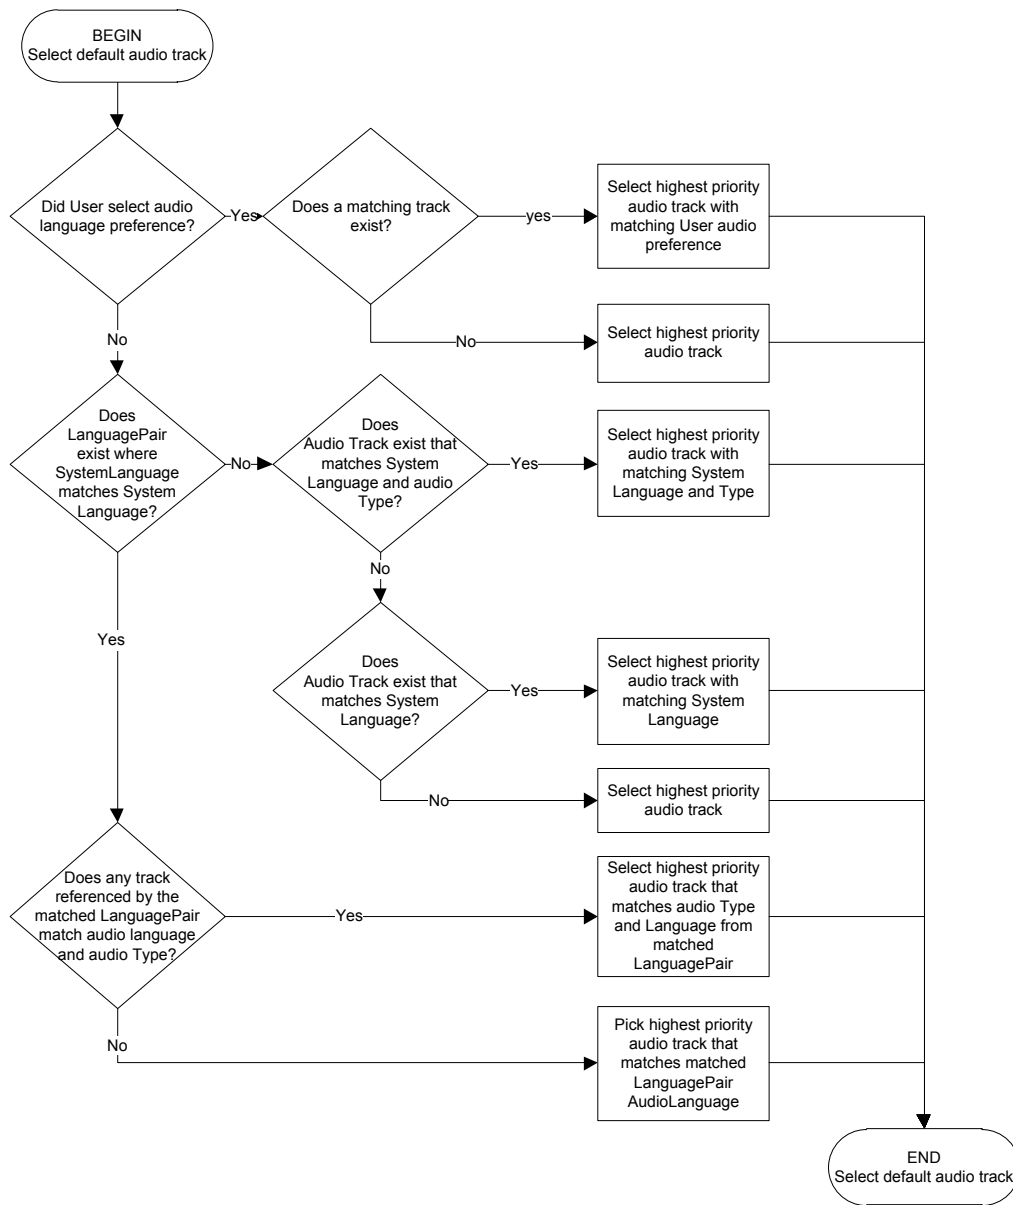 BEGIN
Select default audio track
Did User select audio
language preference?
Yes
Does a matching track
exist?
yes
Select highest priority
audio track with
matching User audio
preference
No
Select highest priority
audio track
No
Does
LanguagePair
exist where
SystemLanguage
matches System
Language?
No
Does
Audio Track exist that
matches System
Language and audio
Type?
Yes
Select highest priority
audio track with
matching System
Language and Type
No
Yes
Does
Audio Track exist that
matches System
Language?
Yes
Select highest priority
audio track with
matching System
Language
No
Select highest priority
audio track
Does any track
referenced by the
matched LanguagePair
match audio language
and audio Type?
Yes
Select highest priority
audio track that
matches audio Type
and Language from
matched
LanguagePair
No
Pick highest priority
audio track that
matches matched
LanguagePair
AudioLanguage
END
Select default audio track